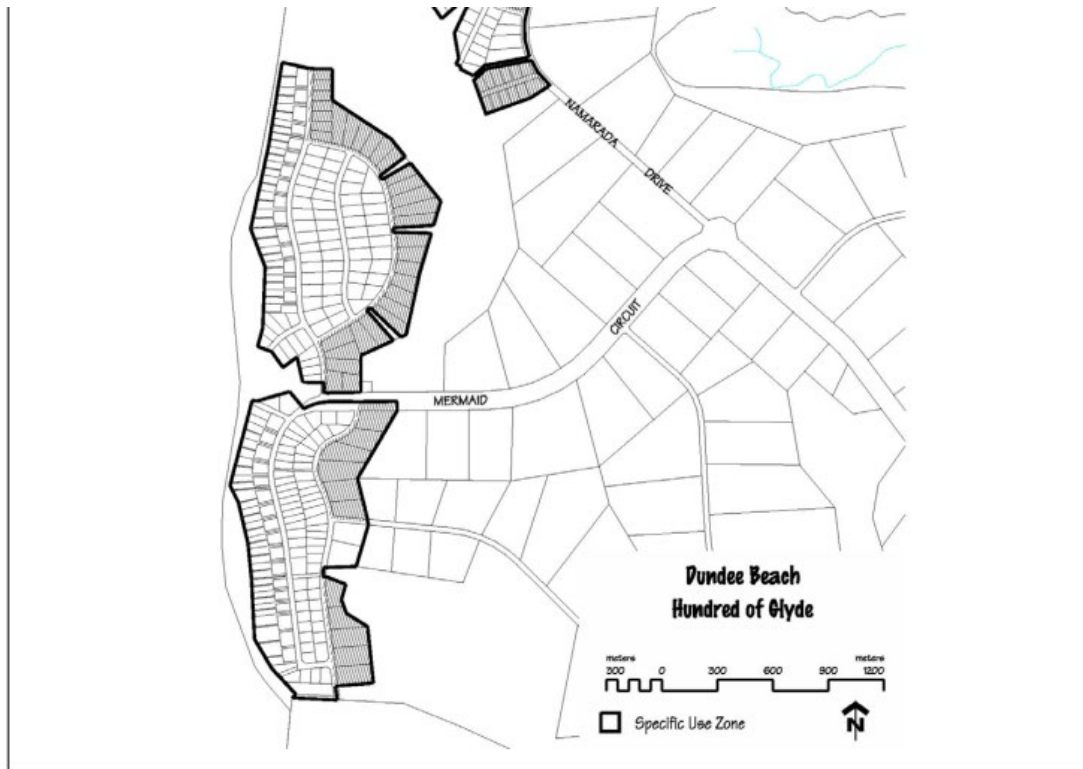 NAMARADA
DRIVE
CIRCUIT
MERMAID
Dundee Beach
Hundred of Glyde
meters meters
300 0 300 600 900 1200
Specific Use Zone
N